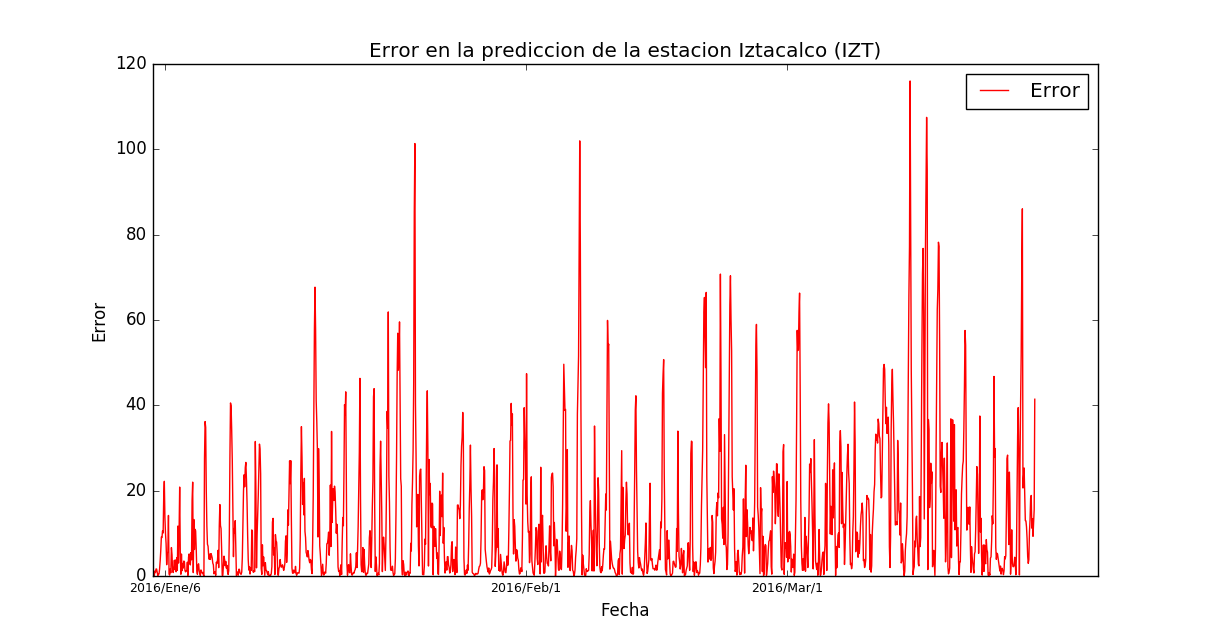 Error en la prediccion de la estacion Iztacalco (IZT)
120
100
80
60
40
20
0
Error
Error
2016/Ene/6
2016/Feb/1
2016/Mar/1
Fecha